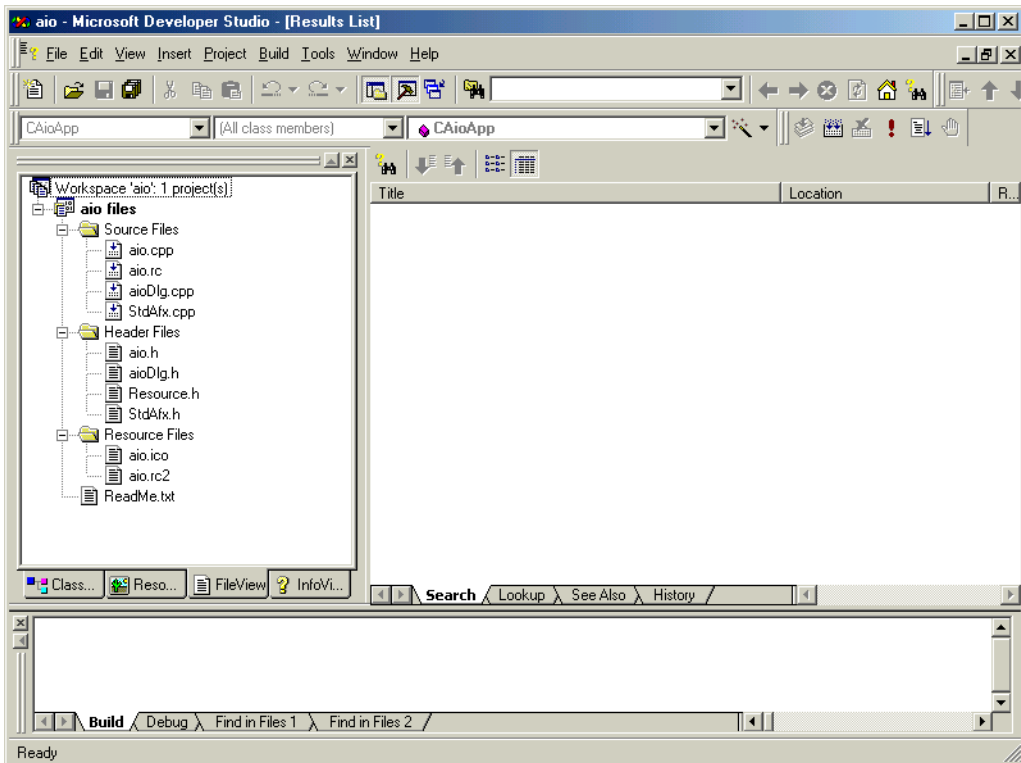 aio - Microsoft Developer Studio - [Results List]
File Edit View Insert Project Build Tools Window Help
CAioApp (All class members) CAioApp
Workspace 'aio': 1 project(s)
aio files
Source Files
aio.cpp
aio.rc
aioDlg.cpp
StdAfx.cpp
Header Files
aio.h
aioDlg.h
Resource.h
StdAfx.h
Resource Files
aio.ico
aio.rc2
ReadMe.txt
Class... Reso... FileView InfoVi...
Title Location R...
Search Lookup See Also History
Build Debug Find in Files 1 Find in Files 2
Ready